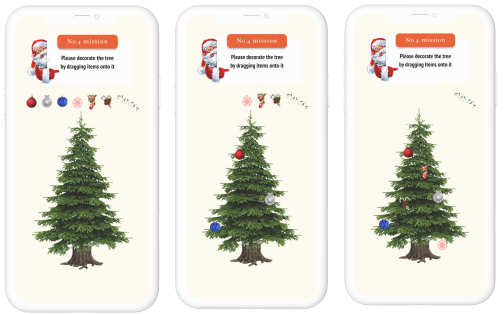 No.4 mission
Please decorate the tree
by dragging items onto it
No.4 mission
Please decorate the tree
by dragging items onto it
No.4 mission
Please decorate the tree
by dragging items onto it